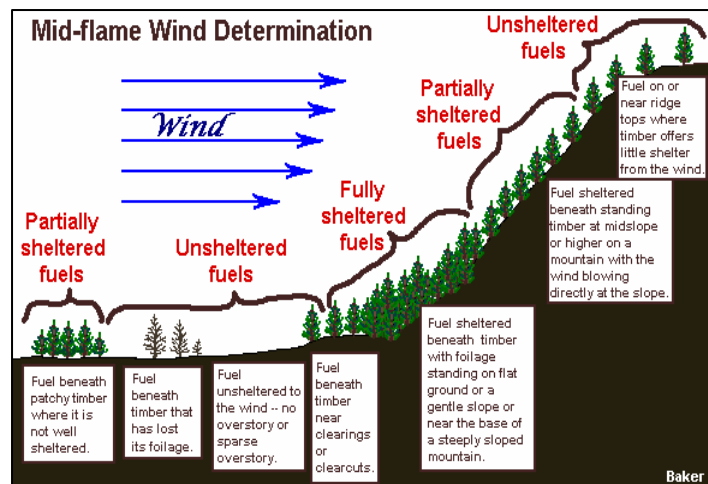 Mid-flame Wind Determination
Wind
Unsheltered
fuels
Partially
sheltered
fuels
Fully
sheltered
fuels
Partially
sheltered
fuels
Unsheltered
fuels
Fuel on or
near ridge
tops where
timber offers
little shelter
from the wind.
Fuel sheltered
beneath standing
timber at midslope
or higher on a
mountain with the
wind blowing
directly at the slope.
Fuel beneath
patchy timber
where it is
not well
sheltered.
Fuel
beneath
timber that
has lost
its foliage.
Fuel
unsheltered to
the wind -- no
overstory or
sparse
overstory.
Fuel
beneath
timber
near
clearings
or
clearcuts.
Fuel sheltered
beneath timber
with foliage
standing on flat
ground or a
gentle slope or
near the base of
a steeply sloped
mountain.
Baker